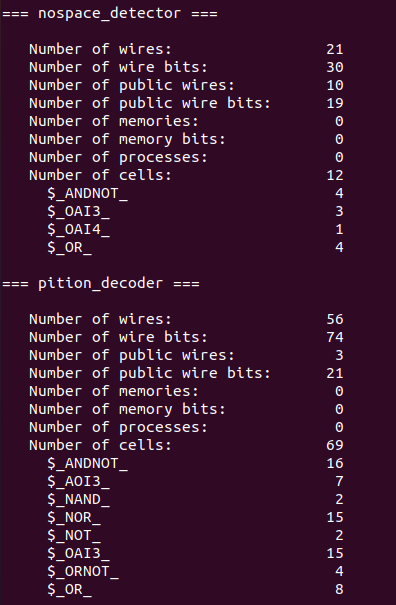 === nospace_detector ===
Number of wires: 21
Number of wire bits: 30
Number of public wires: 10
Number of public wire bits: 19
Number of memories: 0
Number of memory bits: 0
Number of processes: 0
Number of cells: 12
$_ANDNOT_ 4
$_OAI3_ 3
$_OAI4_ 1
$_OR_ 4
=== pition_decoder ===
Number of wires: 56
Number of wire bits: 74
Number of public wires: 3
Number of public wire bits: 21
Number of memories: 0
Number of memory bits: 0
Number of processes: 0
Number of cells: 69
$_ANDNOT_ 16
$_AOI3_ 7
$_NAND_ 2
$_NOR_ 15
$_NOT_ 2
$_OAI3_ 15
$_ORNOT_ 4
$_OR_ 8